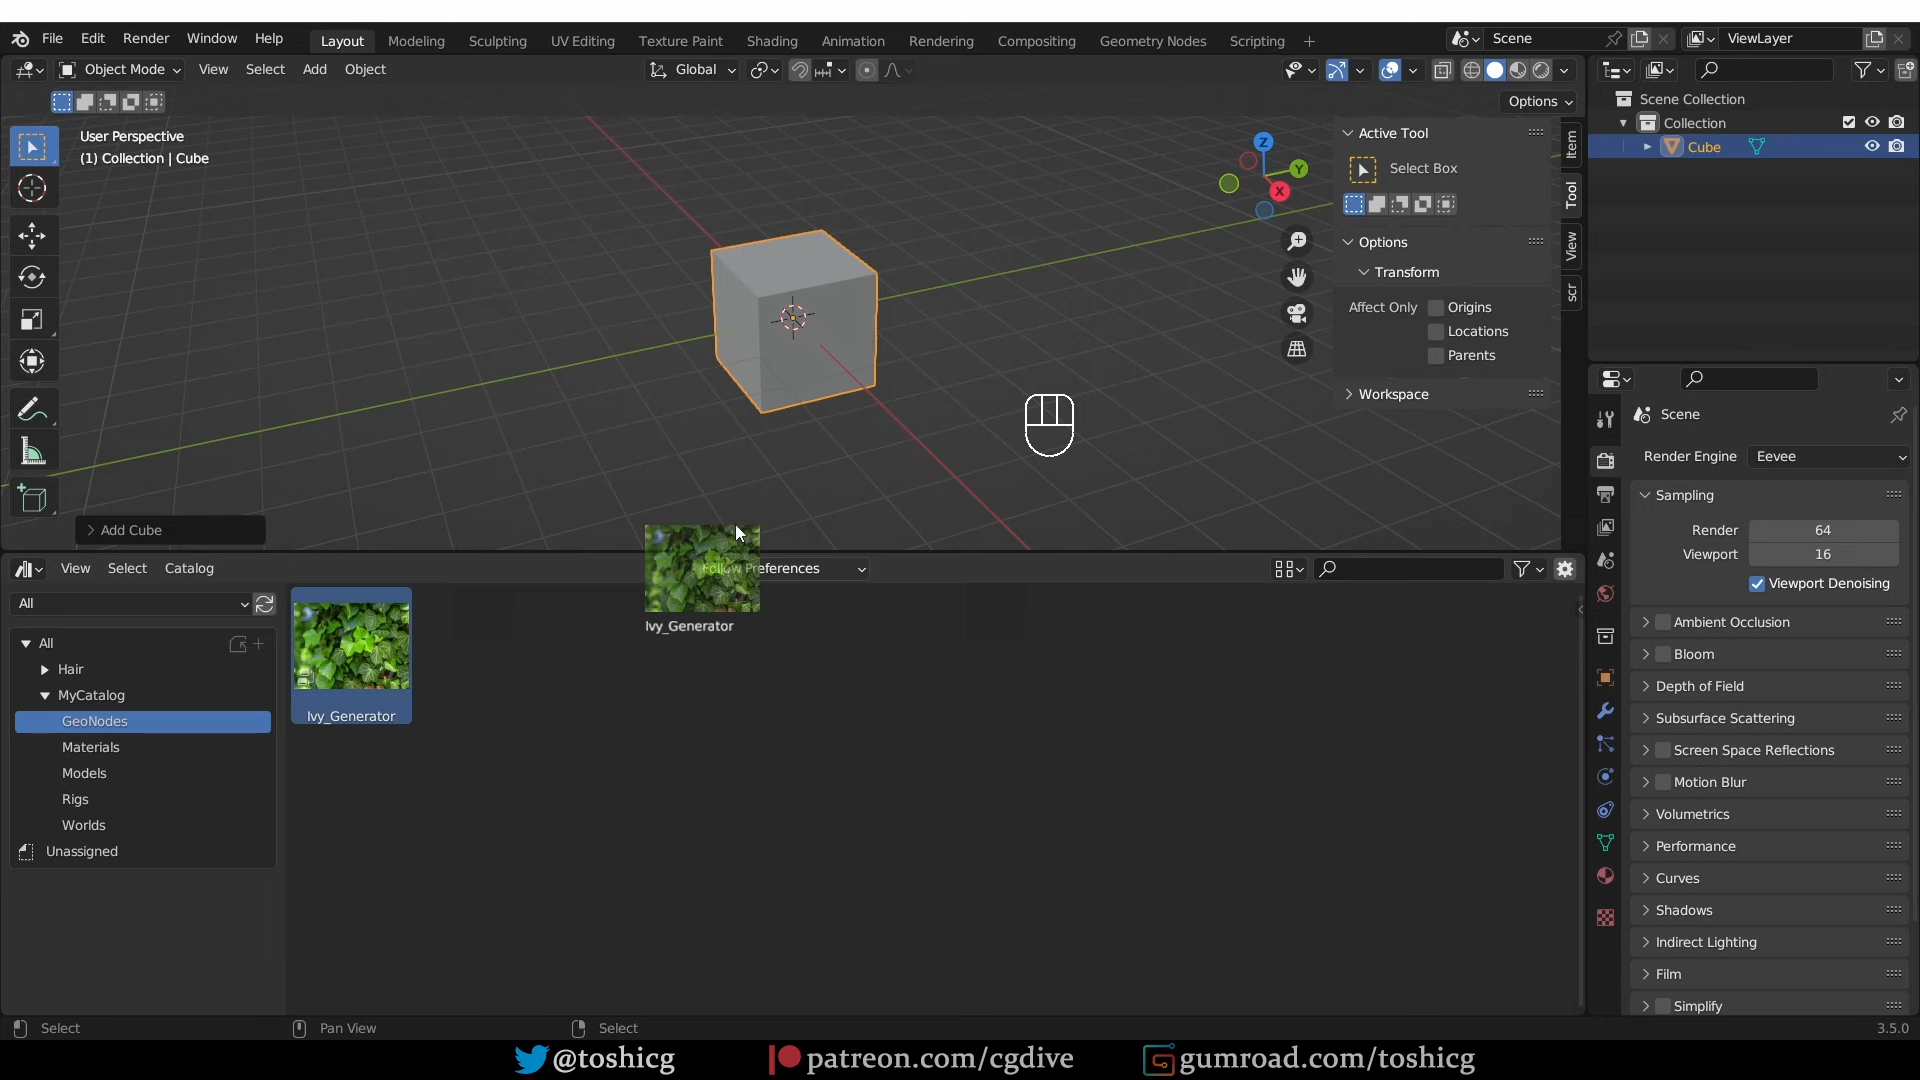 File Edit Render Window Help Layout Modeling Sculpting UV Editing Texture Paint Shading Animation Rendering Compositing Geometry Nodes Scripting + Scene ViewLayer
Object Mode View Select Add Object Global
Options
User Perspective
(1) Collection | Cube
Z
Y
X
Active Tool
Select Box
Options
Transform
Affect Only Origins
Locations
Parents
Workspace
Item
Tool
View
scr
Add Cube
Scene Collection
Collection
Cube
Scene
Render Engine Eevee
Sampling
Render 64
Viewport 16
Viewport Denoising
Ambient Occlusion
Bloom
Depth of Field
Subsurface Scattering
Screen Space Reflections
Motion Blur
Volumetrics
Performance
Curves
Shadows
Indirect Lighting
Film
Simplify
View Select Catalog Follow Preferences
All
All
Hair
MyCatalog
GeoNodes
Materials
Models
Rigs
Worlds
Unassigned
Ivy_Generator
Ivy_Generator
Select Pan View Select 3.5.0
@toshicg patreon.com/cgdive gumroad.com/toshicg